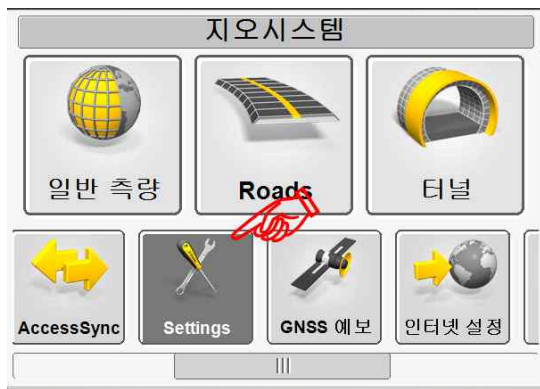 지오시스템
일반 측량
Roads
터널
AccessSync
Settings
GNSS 예보
인터넷 설정